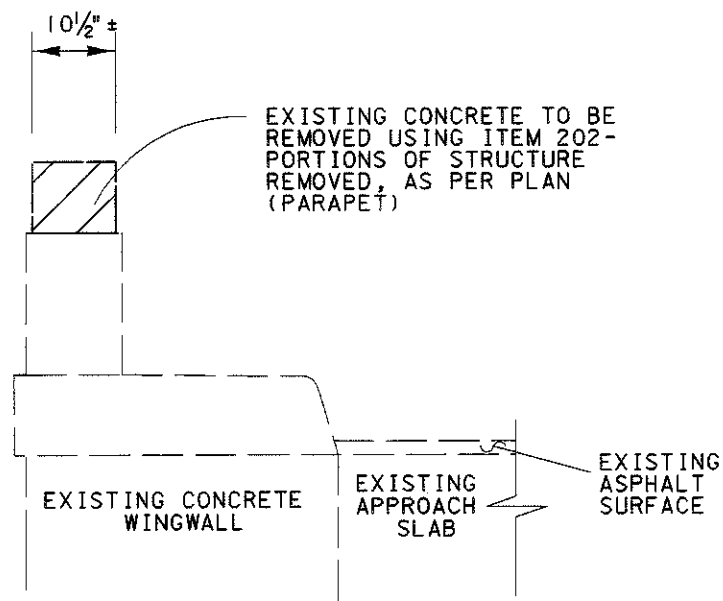 10½" ±
EXISTING CONCRETE TO BE
REMOVED USING ITEM 202-
PORTIONS OF STRUCTURE
REMOVED, AS PER PLAN
(PARAPET)
EXISTING CONCRETE
WINGWALL
EXISTING
APPROACH
SLAB
EXISTING
ASPHALT
SURFACE